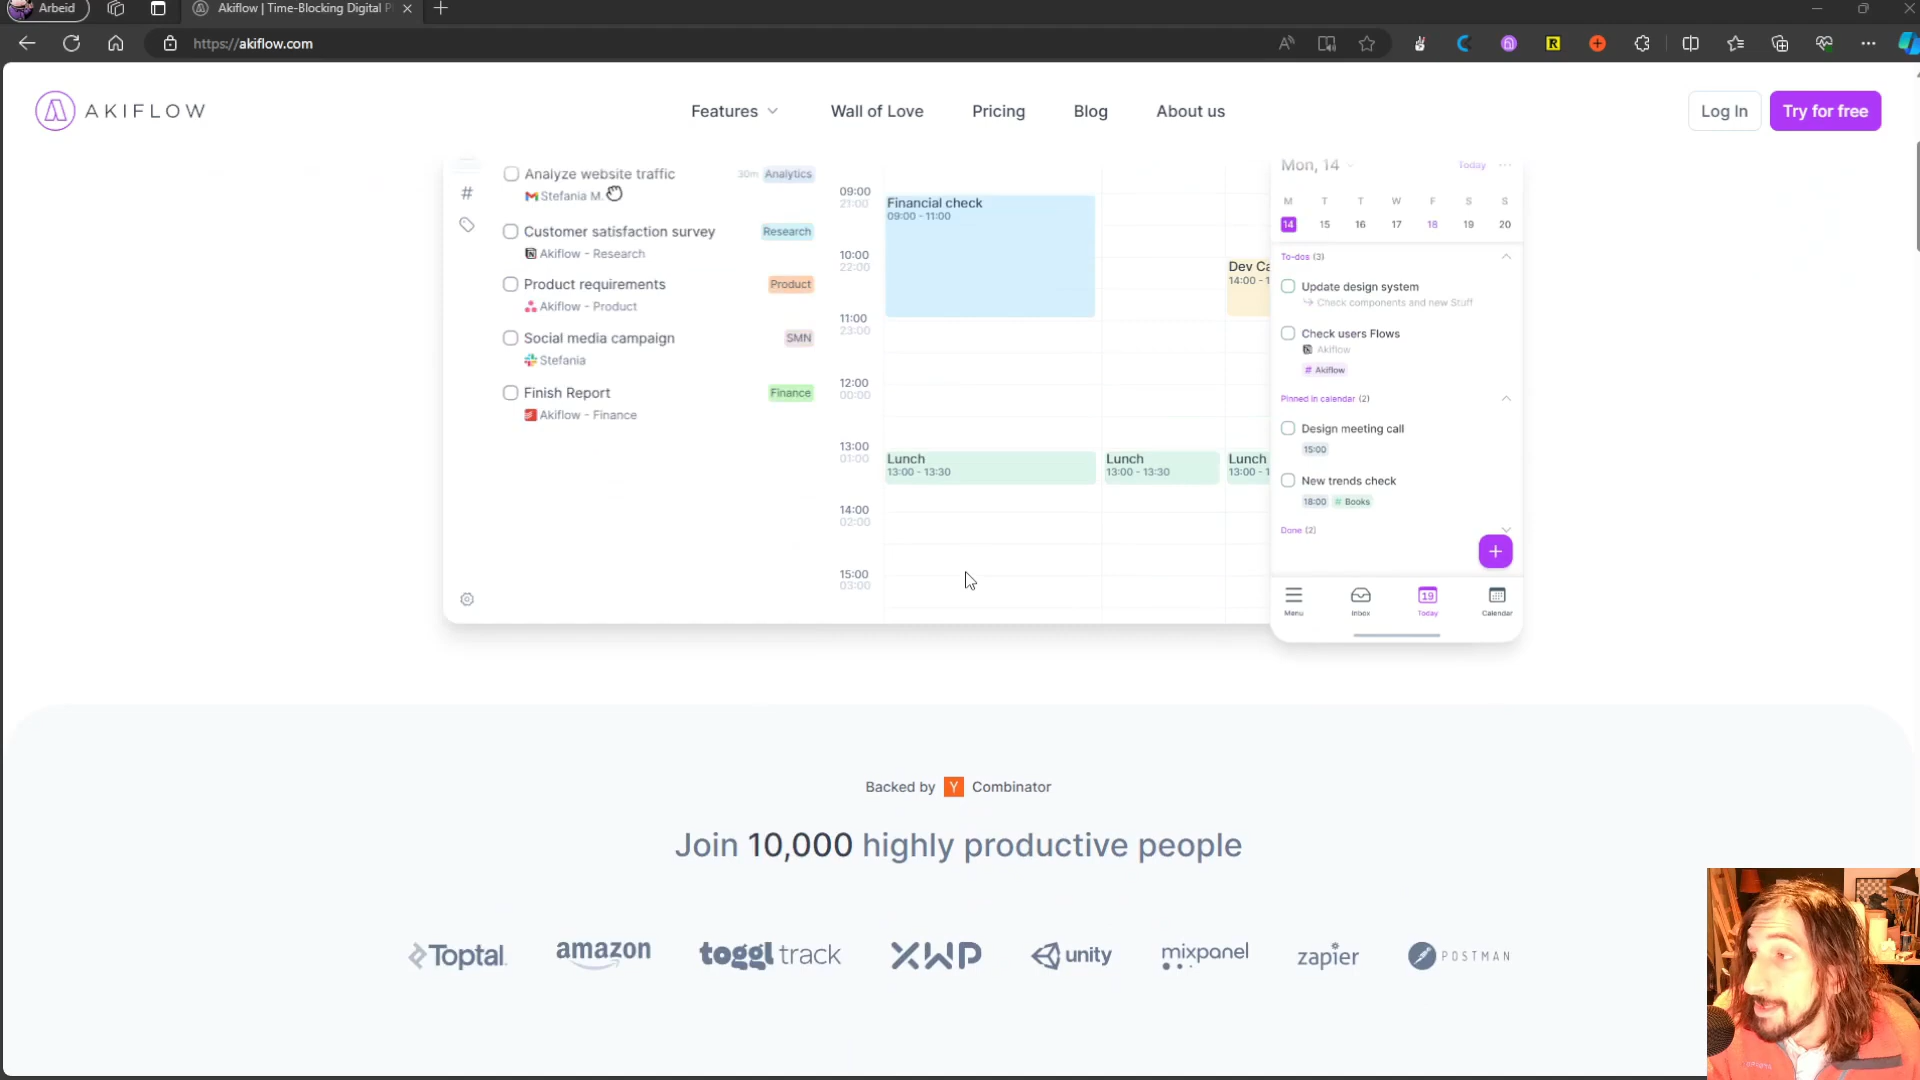 Arbeid
Akiflow | Time-Blocking Digital P
https://akiflow.com
AKIFLOW
Features
Wall of Love
Pricing
Blog
About us
Log In
Try for free
Analyze website traffic
30m
Analytics
Stefania M.
Customer satisfaction survey
Research
Akiflow - Research
Product requirements
Product
Akiflow - Product
Social media campaign
SMN
Stefania
Finish Report
Finance
Akiflow - Finance
09:00
21:00
10:00
22:00
11:00
23:00
12:00
00:00
13:00
01:00
14:00
02:00
15:00
03:00
Financial check
09:00 - 11:00
Dev Ca
14:00 - 1
Lunch
13:00 - 13:30
Lunch
13:00 - 13:30
Lunch
13:00 - 1
Mon, 14
Today
M T T W F S S
14 15 16 17 18 19 20
To-dos (3)
Update design system
Check components and new Stuff
Check users Flows
Akiflow
# Akiflow
Pinned in calendar (2)
Design meeting call
15:00
New trends check
18:00 # Books
Done (2)
+
19
Menu
Inbox
Today
Calendar
Backed by Y Combinator
Join 10,000 highly productive people
Toptal
amazon
toggl track
XWP
unity
mixpanel
zapier
POSTMAN